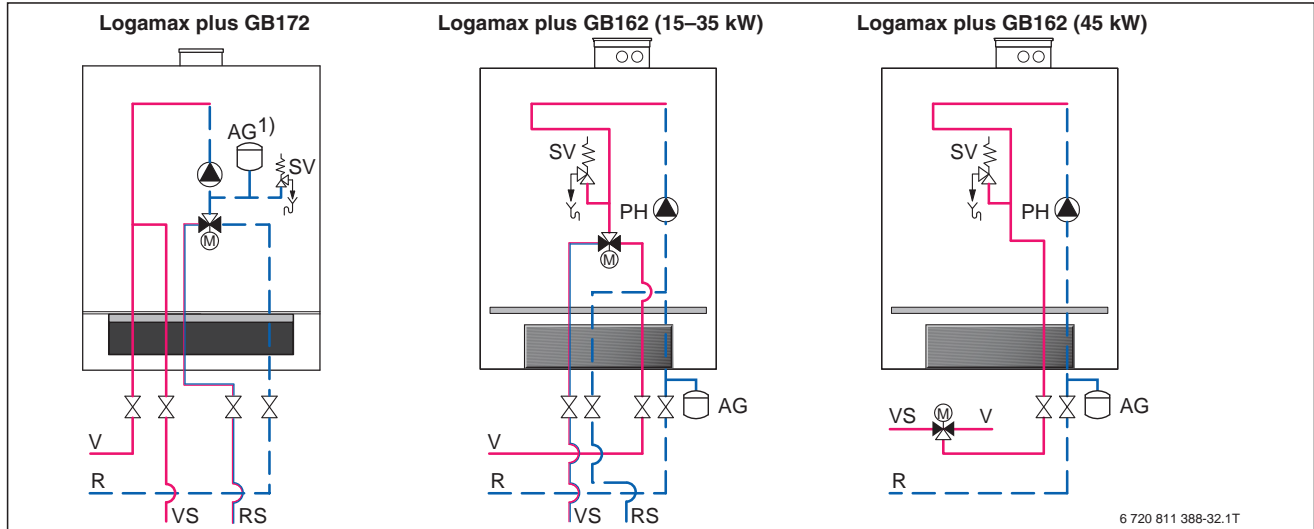 Logamax plus GB172
Logamax plus GB162 (15–35 kW)
Logamax plus GB162 (45 kW)
AG1)
SV
M
V
R
VS
RS
SV
PH
M
AG
V
R
VS
RS
SV
PH
AG
M
VS
V
R
6 720 811 388-32.1T